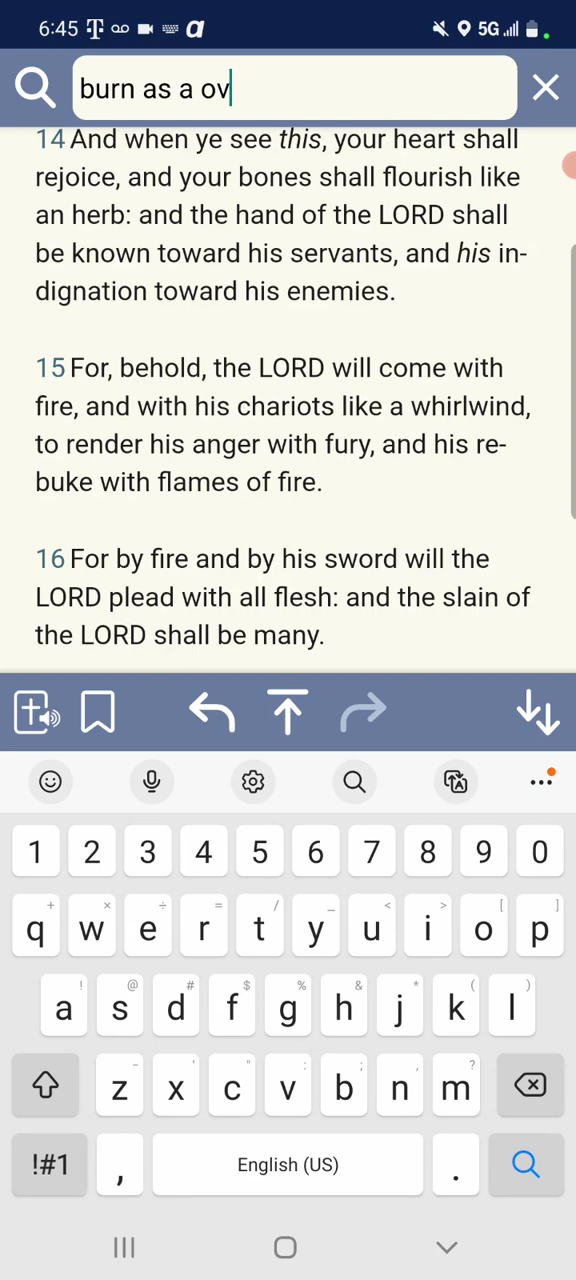 6:45 5G
burn as a ov
14 And when ye see this, your heart shall
rejoice, and your bones shall flourish like
an herb: and the hand of the LORD shall
be known toward his servants, and his in-
dignation toward his enemies.
15 For, behold, the LORD will come with
fire, and with his chariots like a whirlwind,
to render his anger with fury, and his re-
buke with flames of fire.
16 For by fire and by his sword will the
LORD plead with all flesh: and the slain of
the LORD shall be many.
1 2 3 4 5 6 7 8 9 0
+ × ÷ = / _ < > [ ]
q w e r t y u i o p
! @ # $ % & * ( )
a s d f g h j k l
- ' " : ; , ?
z x c v b n m
!#1 , English (US) .